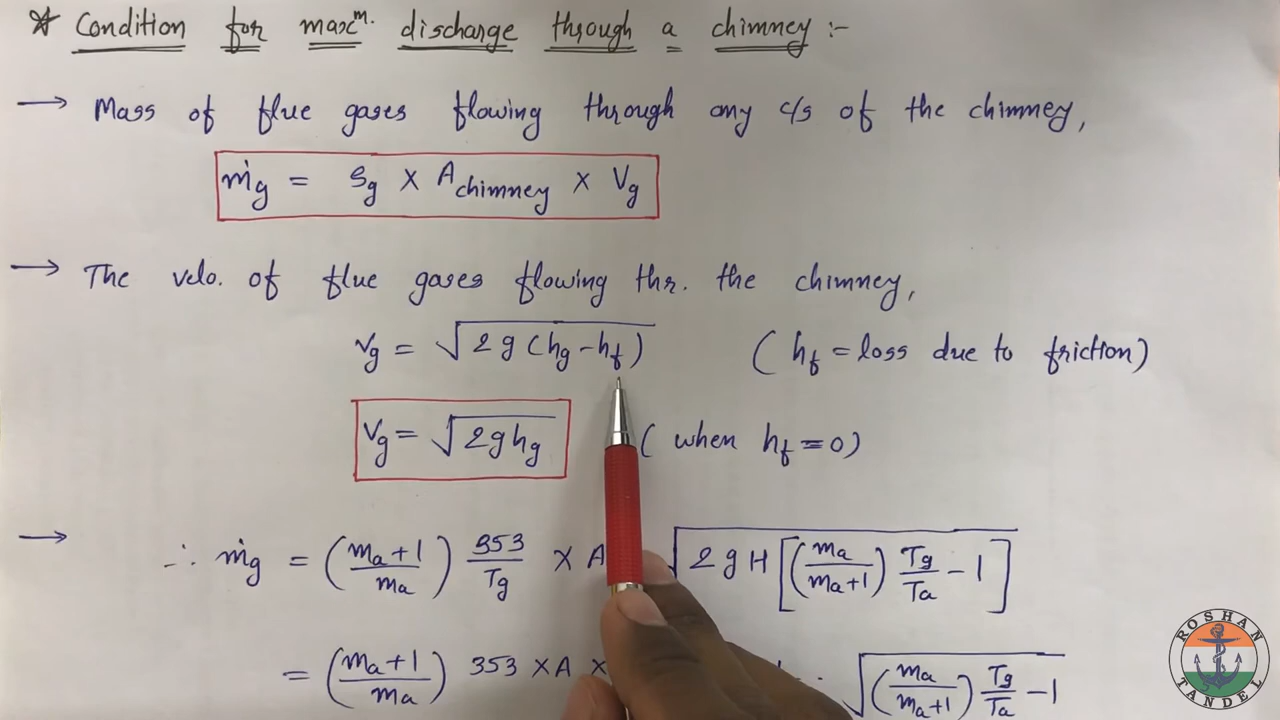 * Condition for maxᵐ. discharge through a chimney :-
→ Mass of flue gases flowing through any c/s of the chimney,
ṁg = ρg × A chimney × Vg
→ The velo. of flue gases flowing thr. the chimney,
Vg = √2g(hg-hf) (hf = loss due to friction)
Vg = √2ghg (when hf = 0)
→ ∴ ṁg = (ma+1/ma) 353/Tg × A √2gH[(ma/ma+1) Tg/Ta - 1]
= (ma+1/ma) 353 × A × √(ma/ma+1) Tg/Ta - 1
ROSHAN TANDEL